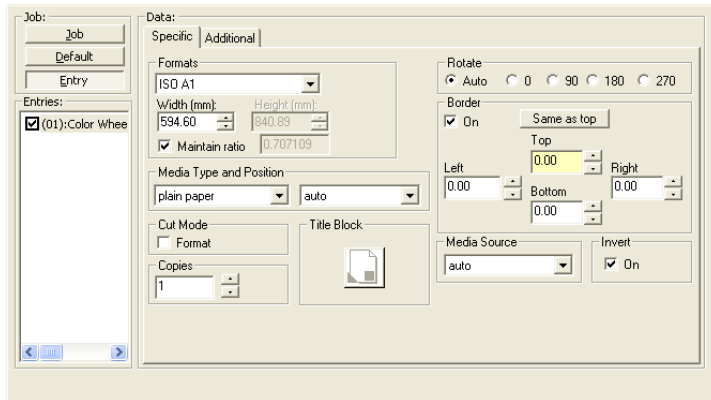 Job:
Job
Default
Entry
Entries:
(01):Color Whee
Data:
Specific
Additional
Formats
ISO A1
Width (mm):
Height (mm):
594.60
840.89
Maintain ratio
0.707109
Media Type and Position
plain paper
auto
Cut Mode
Format
Copies
1
Title Block
Rotate
Auto
0
90
180
270
Border
On
Same as top
Top
0.00
Left
0.00
Right
0.00
Bottom
0.00
Media Source
auto
Invert
On